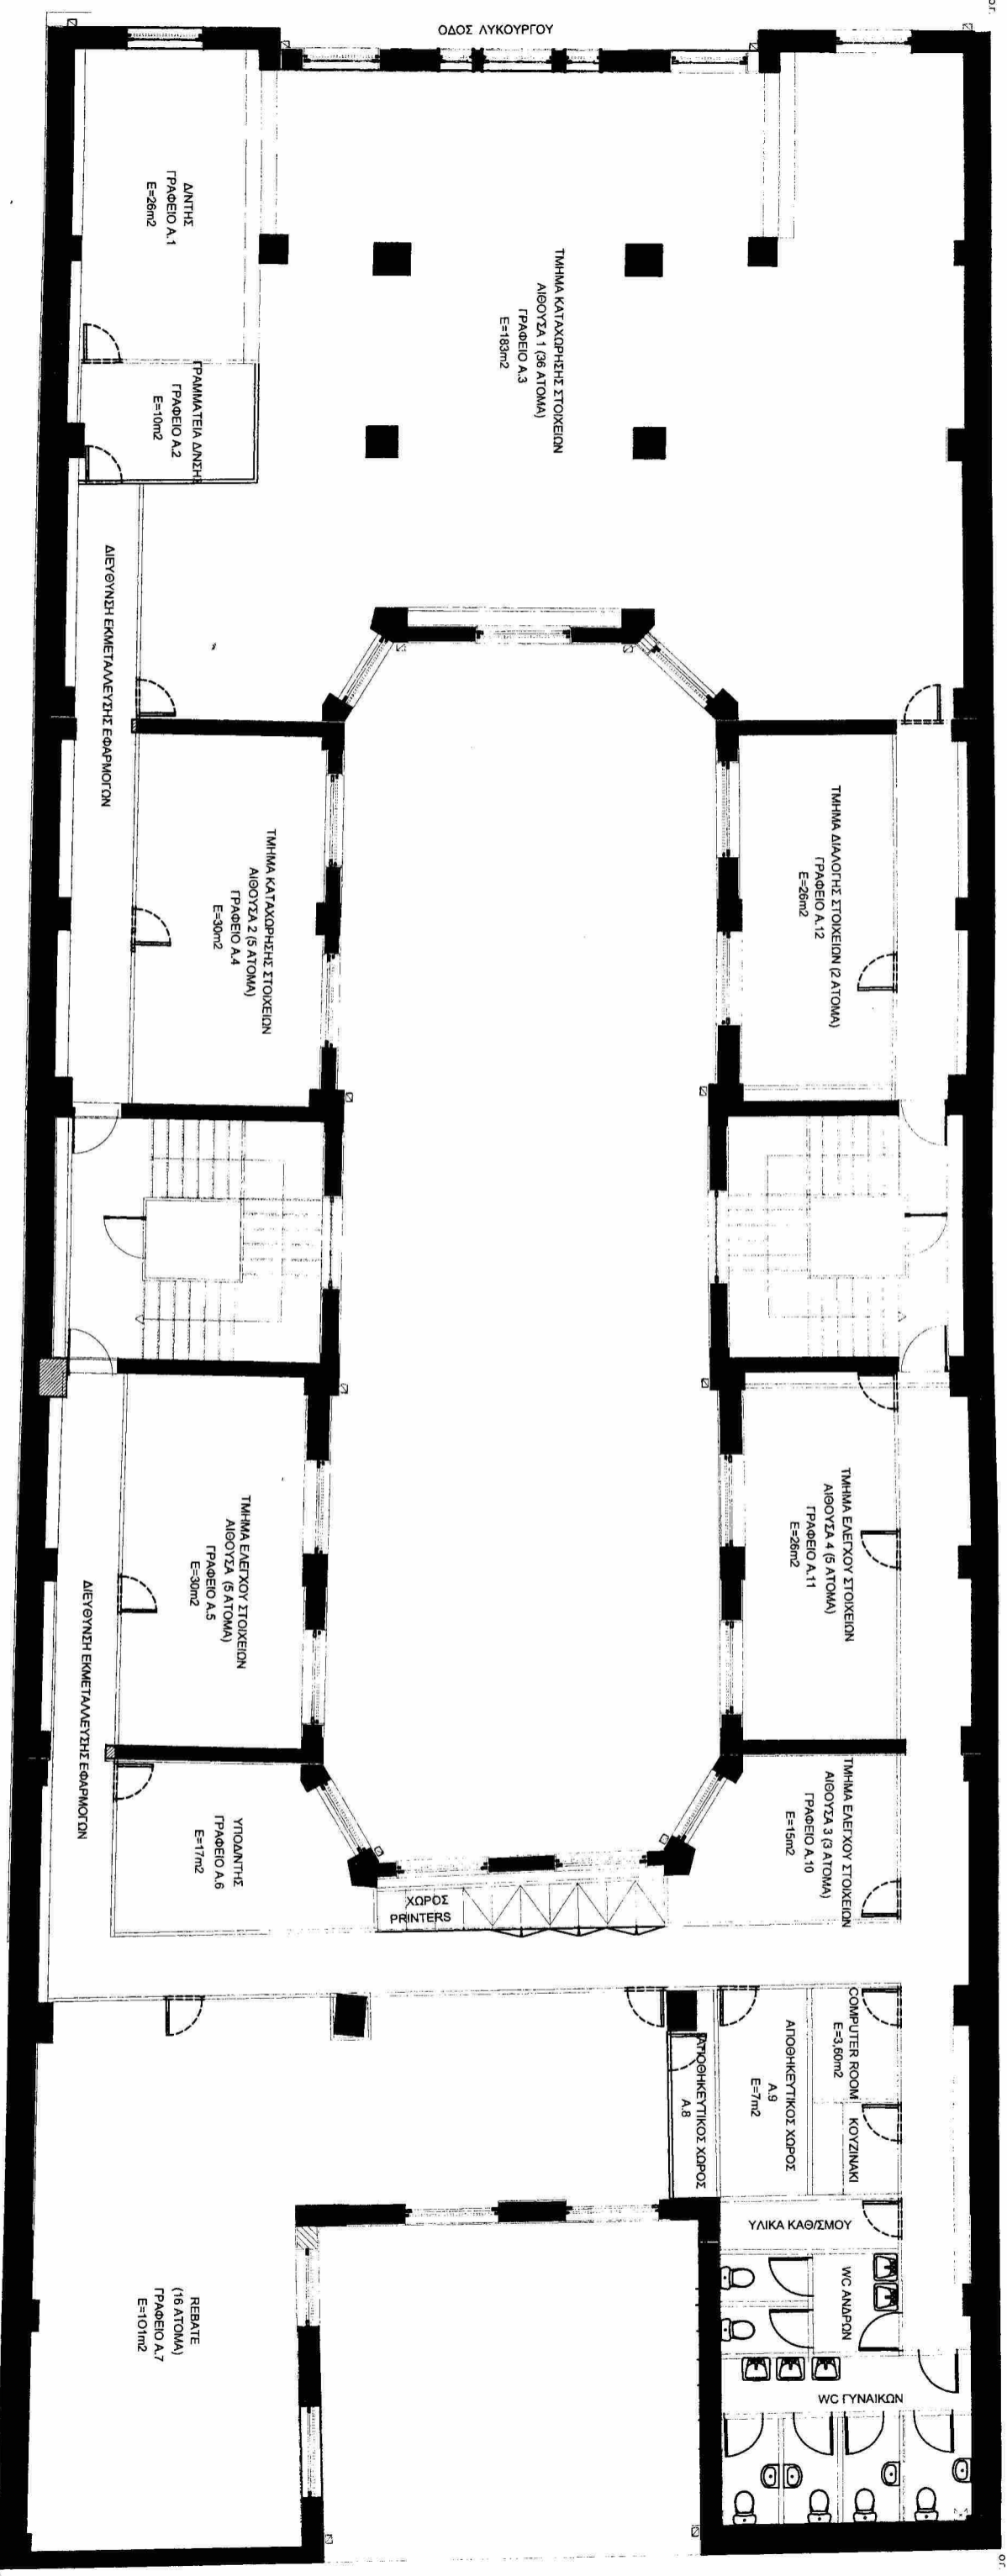 ΟΔΟΣ ΛΥΚΟΥΡΓΟΥ
Δ/ΝΤΗΣ
ΓΡΑΦΕΙΟ Α.1
Ε=26m2
ΓΡΑΜΜΑΤΕΙΑ Δ/ΝΣΗΣ
ΓΡΑΦΕΙΟ Α.2
Ε=10m2
ΤΜΗΜΑ ΚΑΤΑΧΩΡΗΣΗΣ ΣΤΟΙΧΕΙΩΝ
ΑΙΘΟΥΣΑ 1 (36 ΑΤΟΜΑ)
ΓΡΑΦΕΙΟ Α.3
Ε=183m2
ΔΙΕΥΘΥΝΣΗ ΕΚΜΕΤΑΛΛΕΥΣΗΣ ΕΦΑΡΜΟΓΩΝ
ΤΜΗΜΑ ΚΑΤΑΧΩΡΗΣΗΣ ΣΤΟΙΧΕΙΩΝ
ΑΙΘΟΥΣΑ 2 (5 ΑΤΟΜΑ)
ΓΡΑΦΕΙΟ Α.4
Ε=30m2
ΤΜΗΜΑ ΔΙΑΛΟΓΗΣ ΣΤΟΙΧΕΙΩΝ (2 ΑΤΟΜΑ)
ΓΡΑΦΕΙΟ Α.12
Ε=26m2
ΔΙΕΥΘΥΝΣΗ ΕΚΜΕΤΑΛΛΕΥΣΗΣ ΕΦΑΡΜΟΓΩΝ
ΤΜΗΜΑ ΕΛΕΓΧΟΥ ΣΤΟΙΧΕΙΩΝ
ΑΙΘΟΥΣΑ (5 ΑΤΟΜΑ)
ΓΡΑΦΕΙΟ Α.5
Ε=30m2
ΤΜΗΜΑ ΕΛΕΓΧΟΥ ΣΤΟΙΧΕΙΩΝ
ΑΙΘΟΥΣΑ 4 (5 ΑΤΟΜΑ)
ΓΡΑΦΕΙΟ Α.11
Ε=26m2
ΥΠΟΔ/ΝΤΗΣ
ΓΡΑΦΕΙΟ Α.6
Ε=17m2
ΧΩΡΟΣ
PRINTERS
ΤΜΗΜΑ ΕΛΕΓΧΟΥ ΣΤΟΙΧΕΙΩΝ
ΑΙΘΟΥΣΑ 3 (3 ΑΤΟΜΑ)
ΓΡΑΦΕΙΟ Α.10
Ε=15m2
COMPUTER ROOM
Ε=3,60m2
ΚΟΥΖΙΝΑΚΙ
ΑΠΟΘΗΚΕΥΤΙΚΟΣ ΧΩΡΟΣ
Α.9
Ε=7m2
ΑΠΟΘΗΚΕΥΤΙΚΟΣ ΧΩΡΟΣ
Α.8
ΥΛΙΚΑ ΚΑΘ/ΣΜΟΥ
WC ΑΝΔΡΩΝ
WC ΓΥΝΑΙΚΩΝ
REBATE
(16 ΑΤΟΜΑ)
ΓΡΑΦΕΙΟ Α.7
Ε=101m2